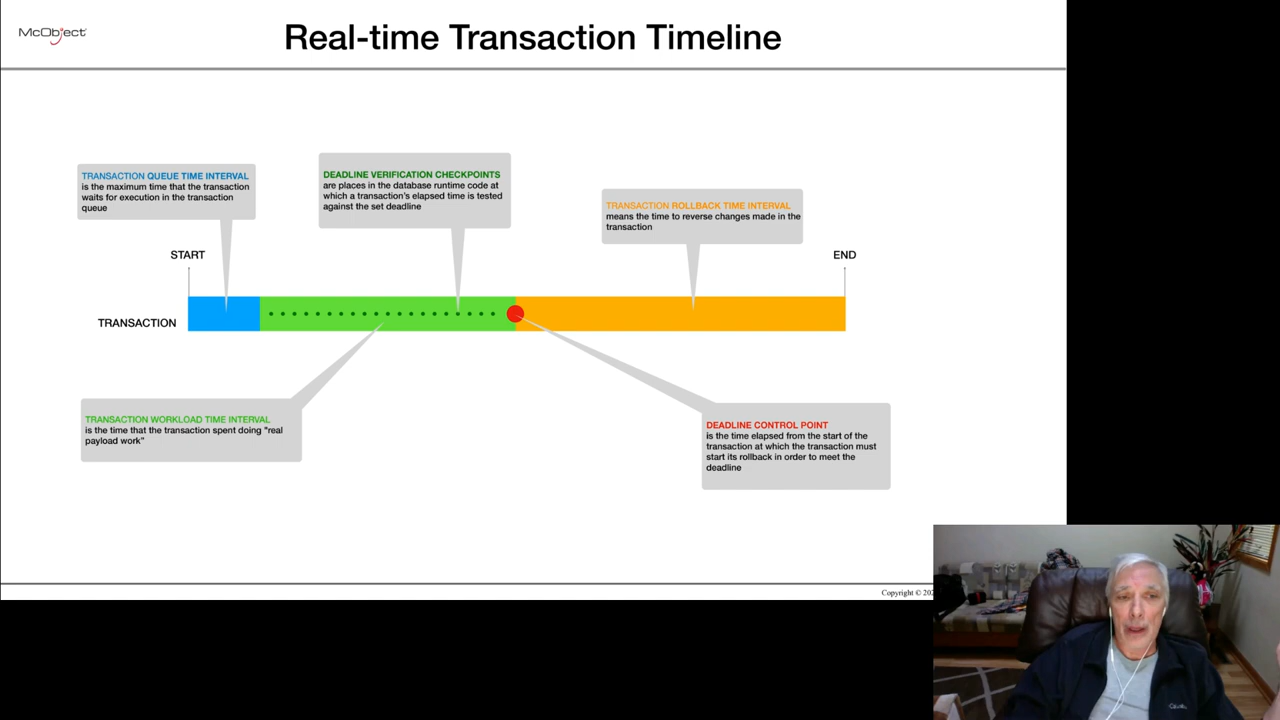 McObject
Real-time Transaction Timeline
TRANSACTION QUEUE TIME INTERVAL
is the maximum time that the transaction
waits for execution in the transaction
queue
DEADLINE VERIFICATION CHECKPOINTS
are places in the database runtime code at
which a transaction's elapsed time is tested
against the set deadline
TRANSACTION ROLLBACK TIME INTERVAL
means the time to reverse changes made in the
transaction
START
END
TRANSACTION
TRANSACTION WORKLOAD TIME INTERVAL
is the time that the transaction spent doing "real
payload work"
DEADLINE CONTROL POINT
is the time elapsed from the start of the
transaction at which the transaction must
start its rollback in order to meet the
deadline
Copyright ©